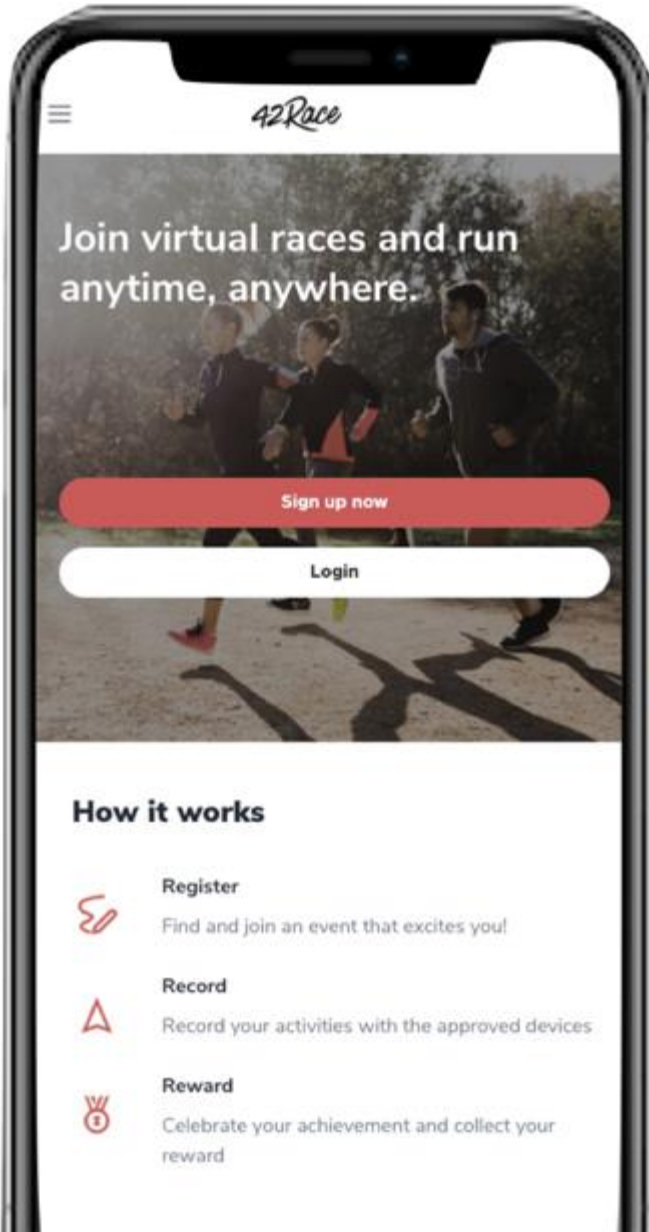 42Race
Join virtual races and run
anytime, anywhere.
Sign up now
Login
How it works
Register
Find and join an event that excites you!
Record
Record your activities with the approved devices
Reward
Celebrate your achievement and collect your
reward